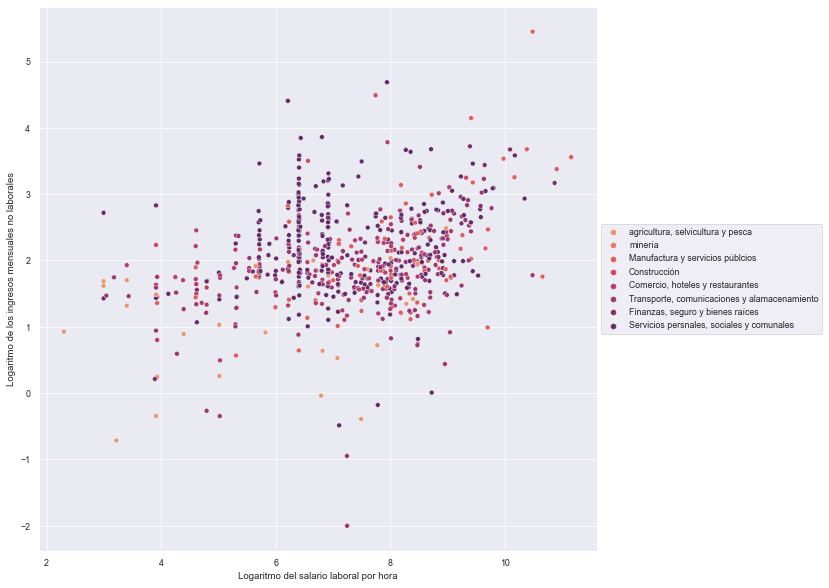 5
4
3
2
1
0
−1
−2
2
4
6
8
10
Logaritmo de los ingresos mensuales no laborales
Logaritmo del salario laboral por hora
agricultura, selvicultura y pesca
mineria
Manufactura y servicios públcios
Construcción
Comercio, hoteles y restaurantes
Transporte, comunicaciones y alamacenamiento
Finanzas, seguro y bienes raíces
Servicios persnales, sociales y comunales